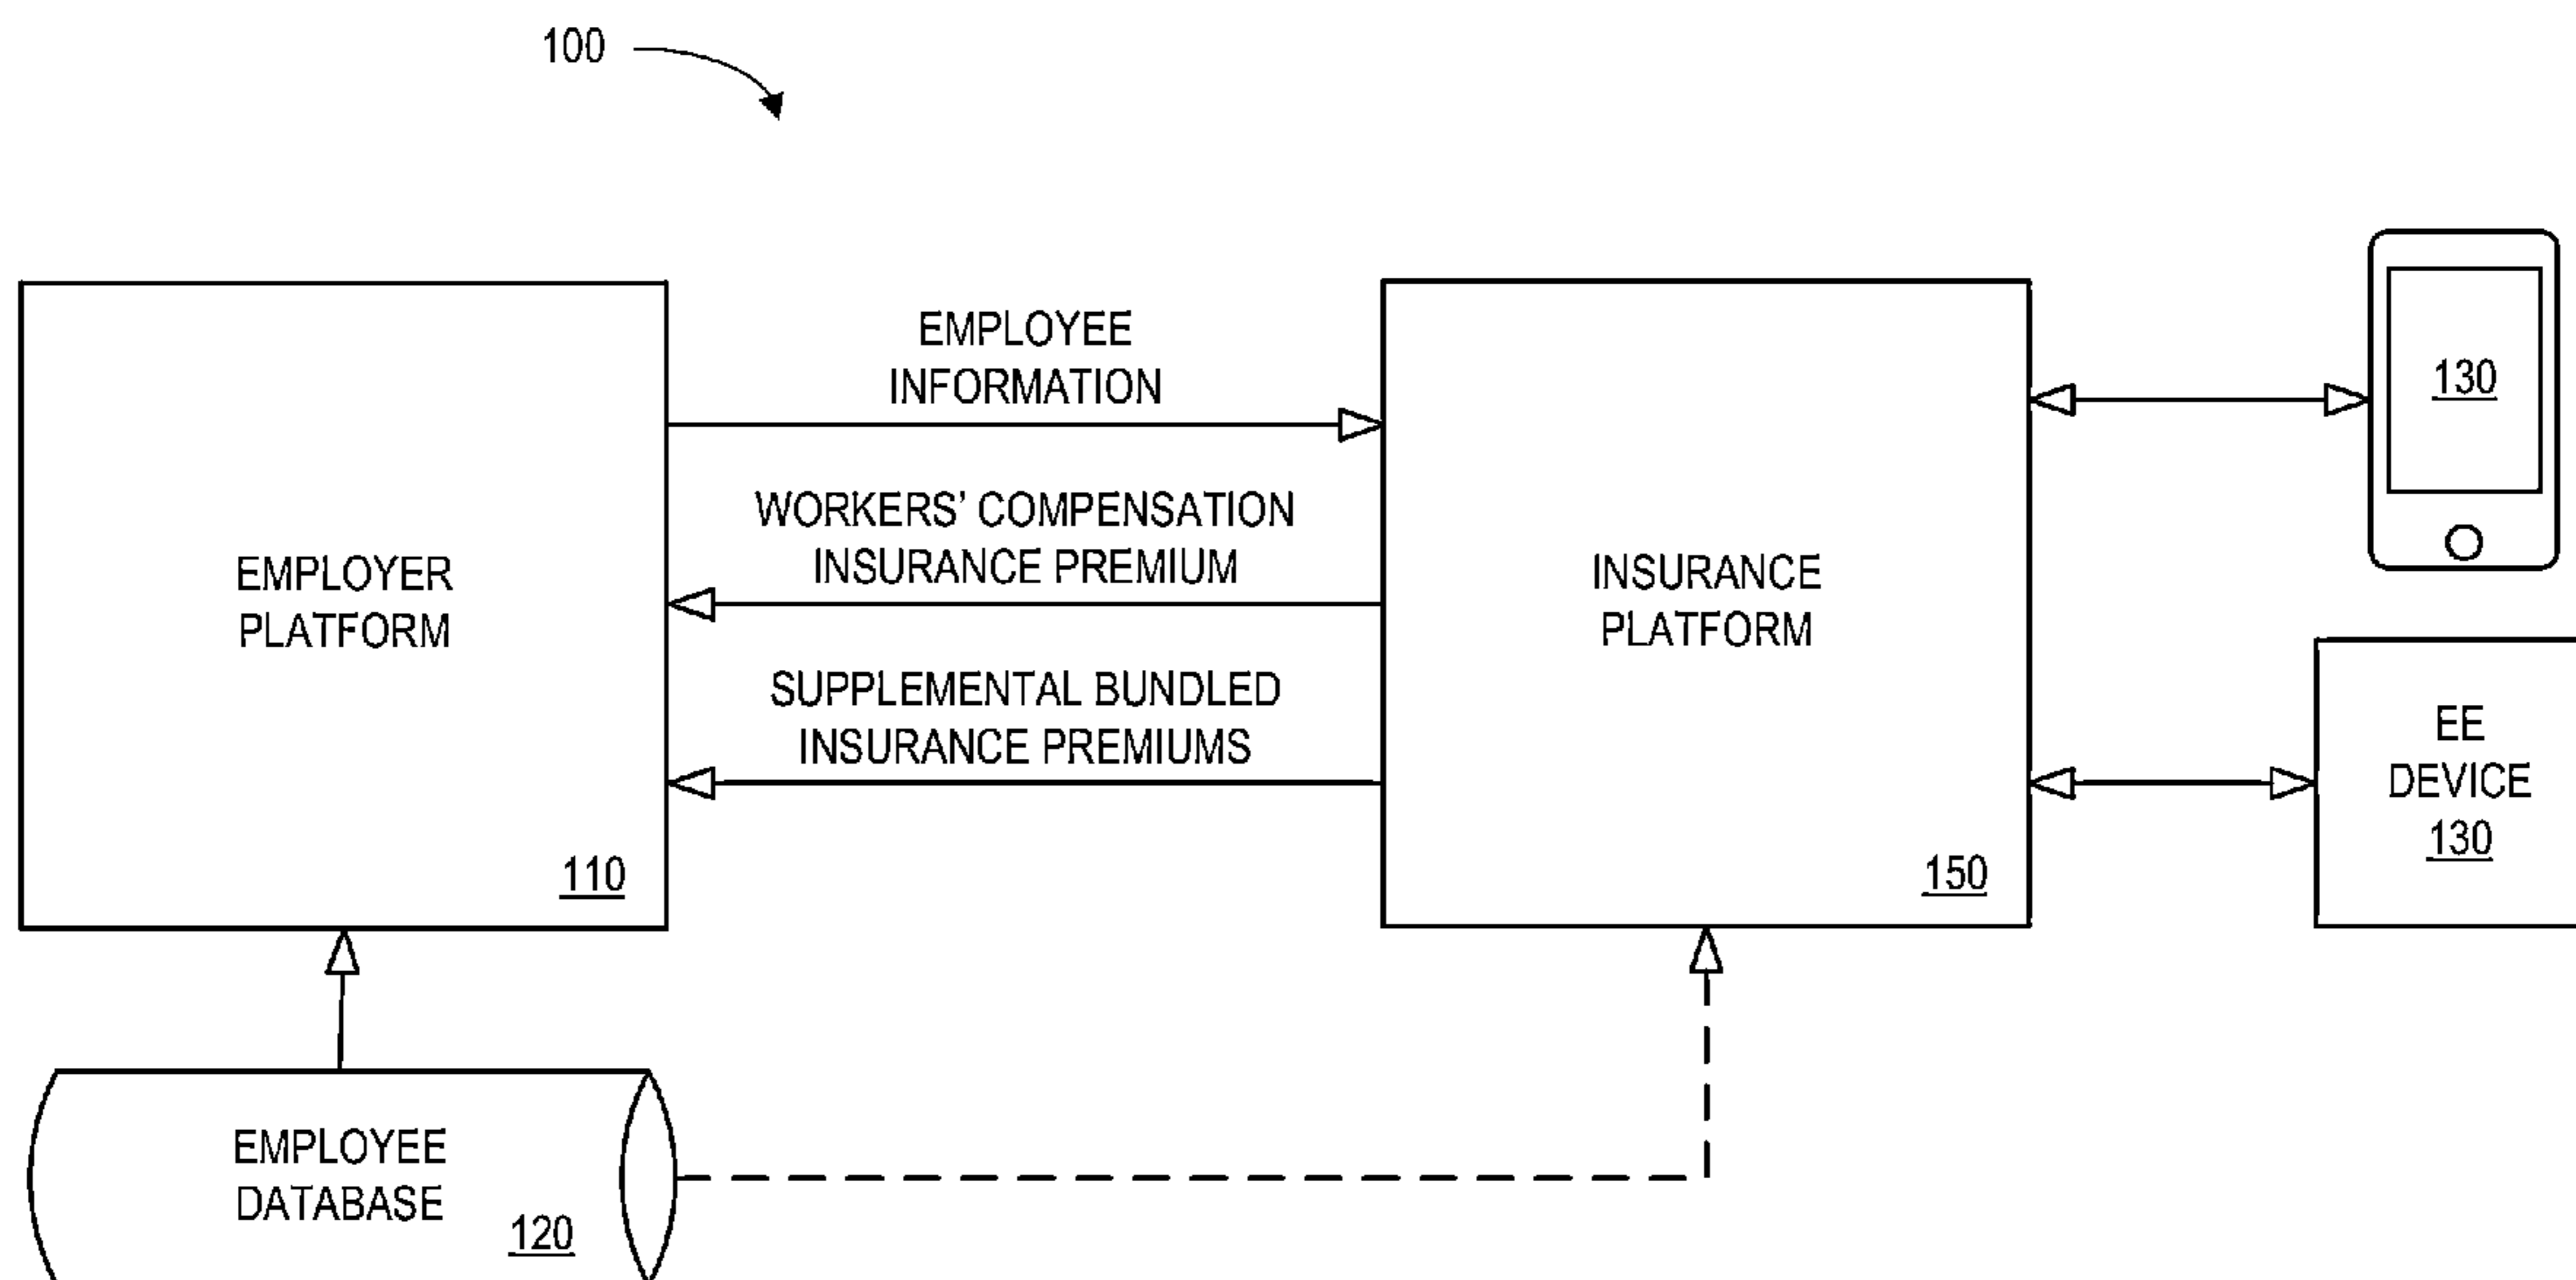 100
EMPLOYEE
INFORMATION
130
WORKERS’ COMPENSATION
INSURANCE PREMIUM
EMPLOYER
PLATFORM
110
INSURANCE
PLATFORM
150
SUPPLEMENTAL BUNDLED
INSURANCE PREMIUMS
EE
DEVICE
130
EMPLOYEE
DATABASE
120